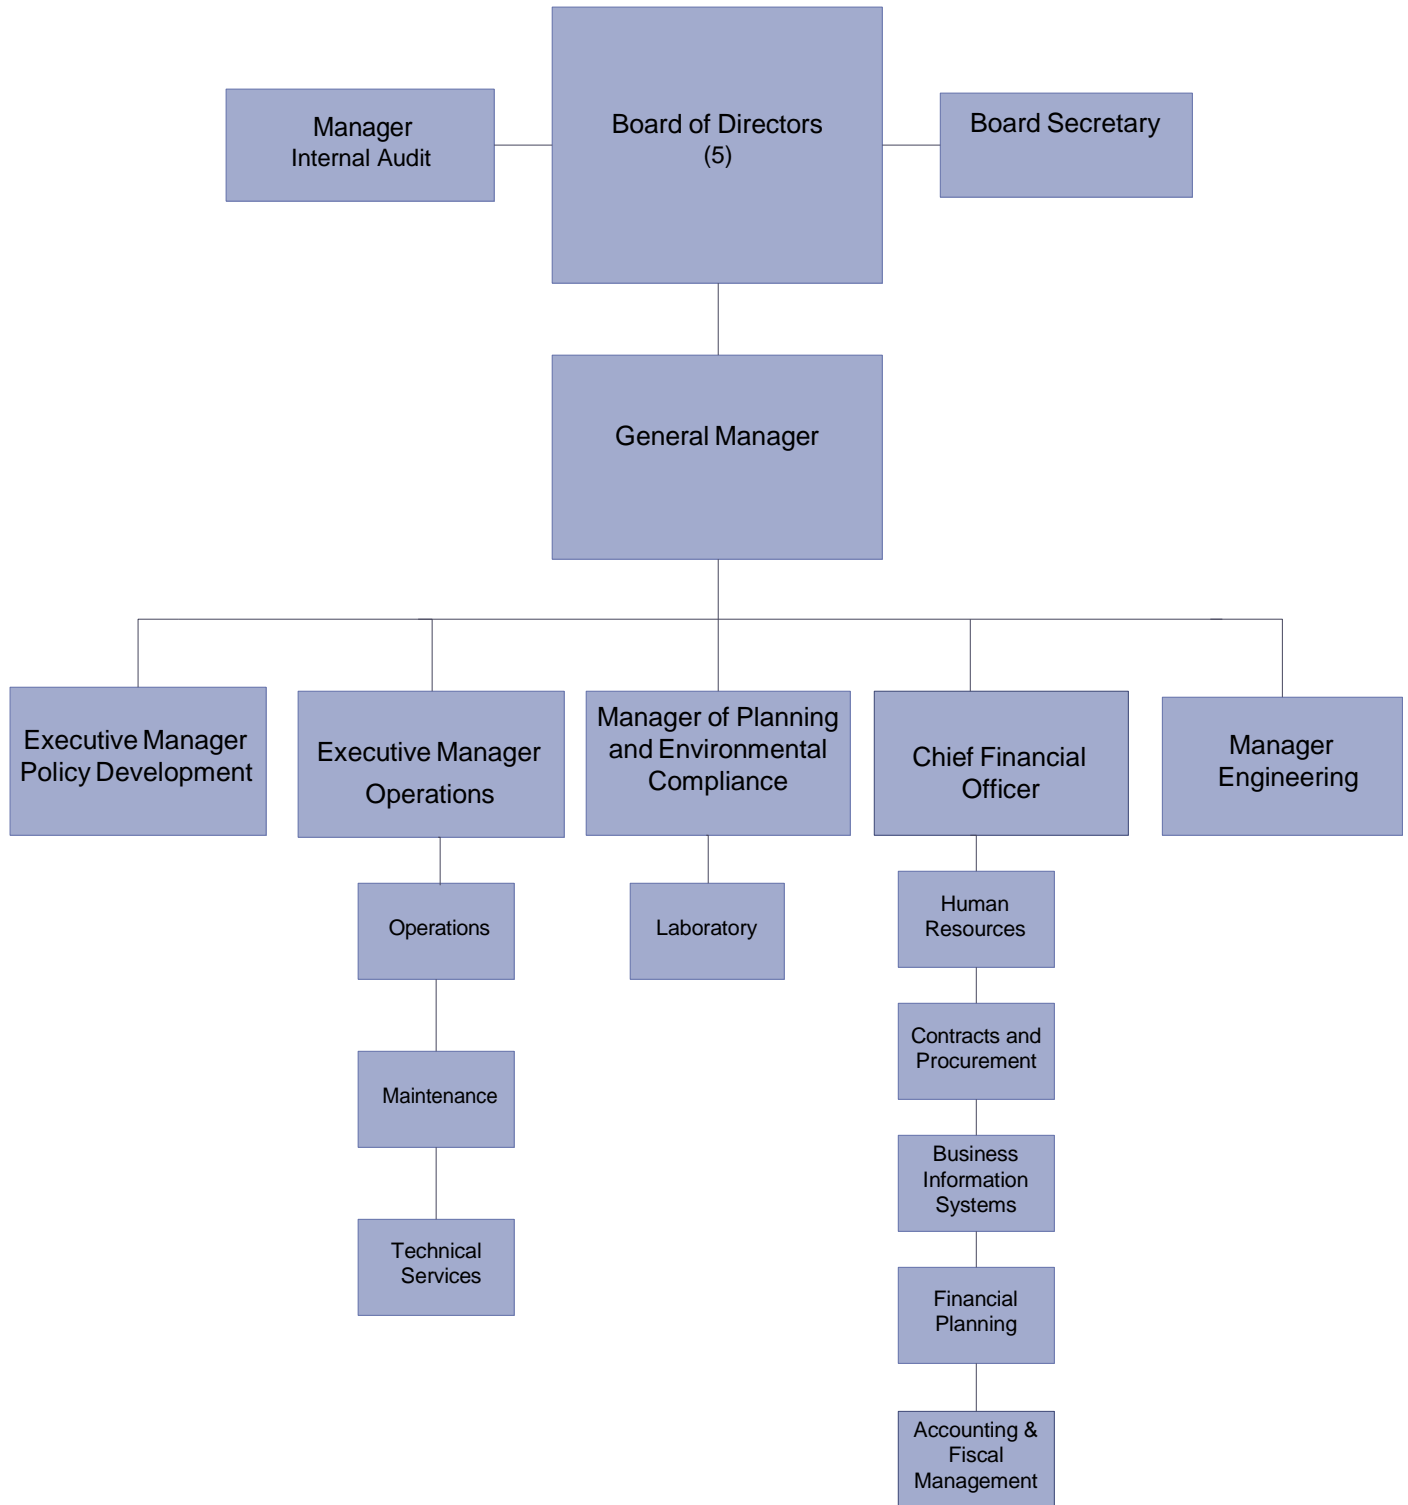 Manager
Internal Audit
Board of Directors
(5)
Board Secretary
General Manager
Executive Manager
Policy Development
Executive Manager
Operations
Manager of Planning
and Environmental
Compliance
Chief Financial
Officer
Manager
Engineering
Operations
Maintenance
Technical
Services
Laboratory
Human
Resources
Contracts and
Procurement
Business
Information
Systems
Financial
Planning
Accounting &
Fiscal
Management